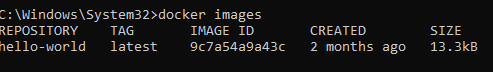 C:\Windows\System32>docker images
REPOSITORY TAG IMAGE ID CREATED SIZE
hello-world latest 9c7a54a9a43c 2 months ago 13.3kB